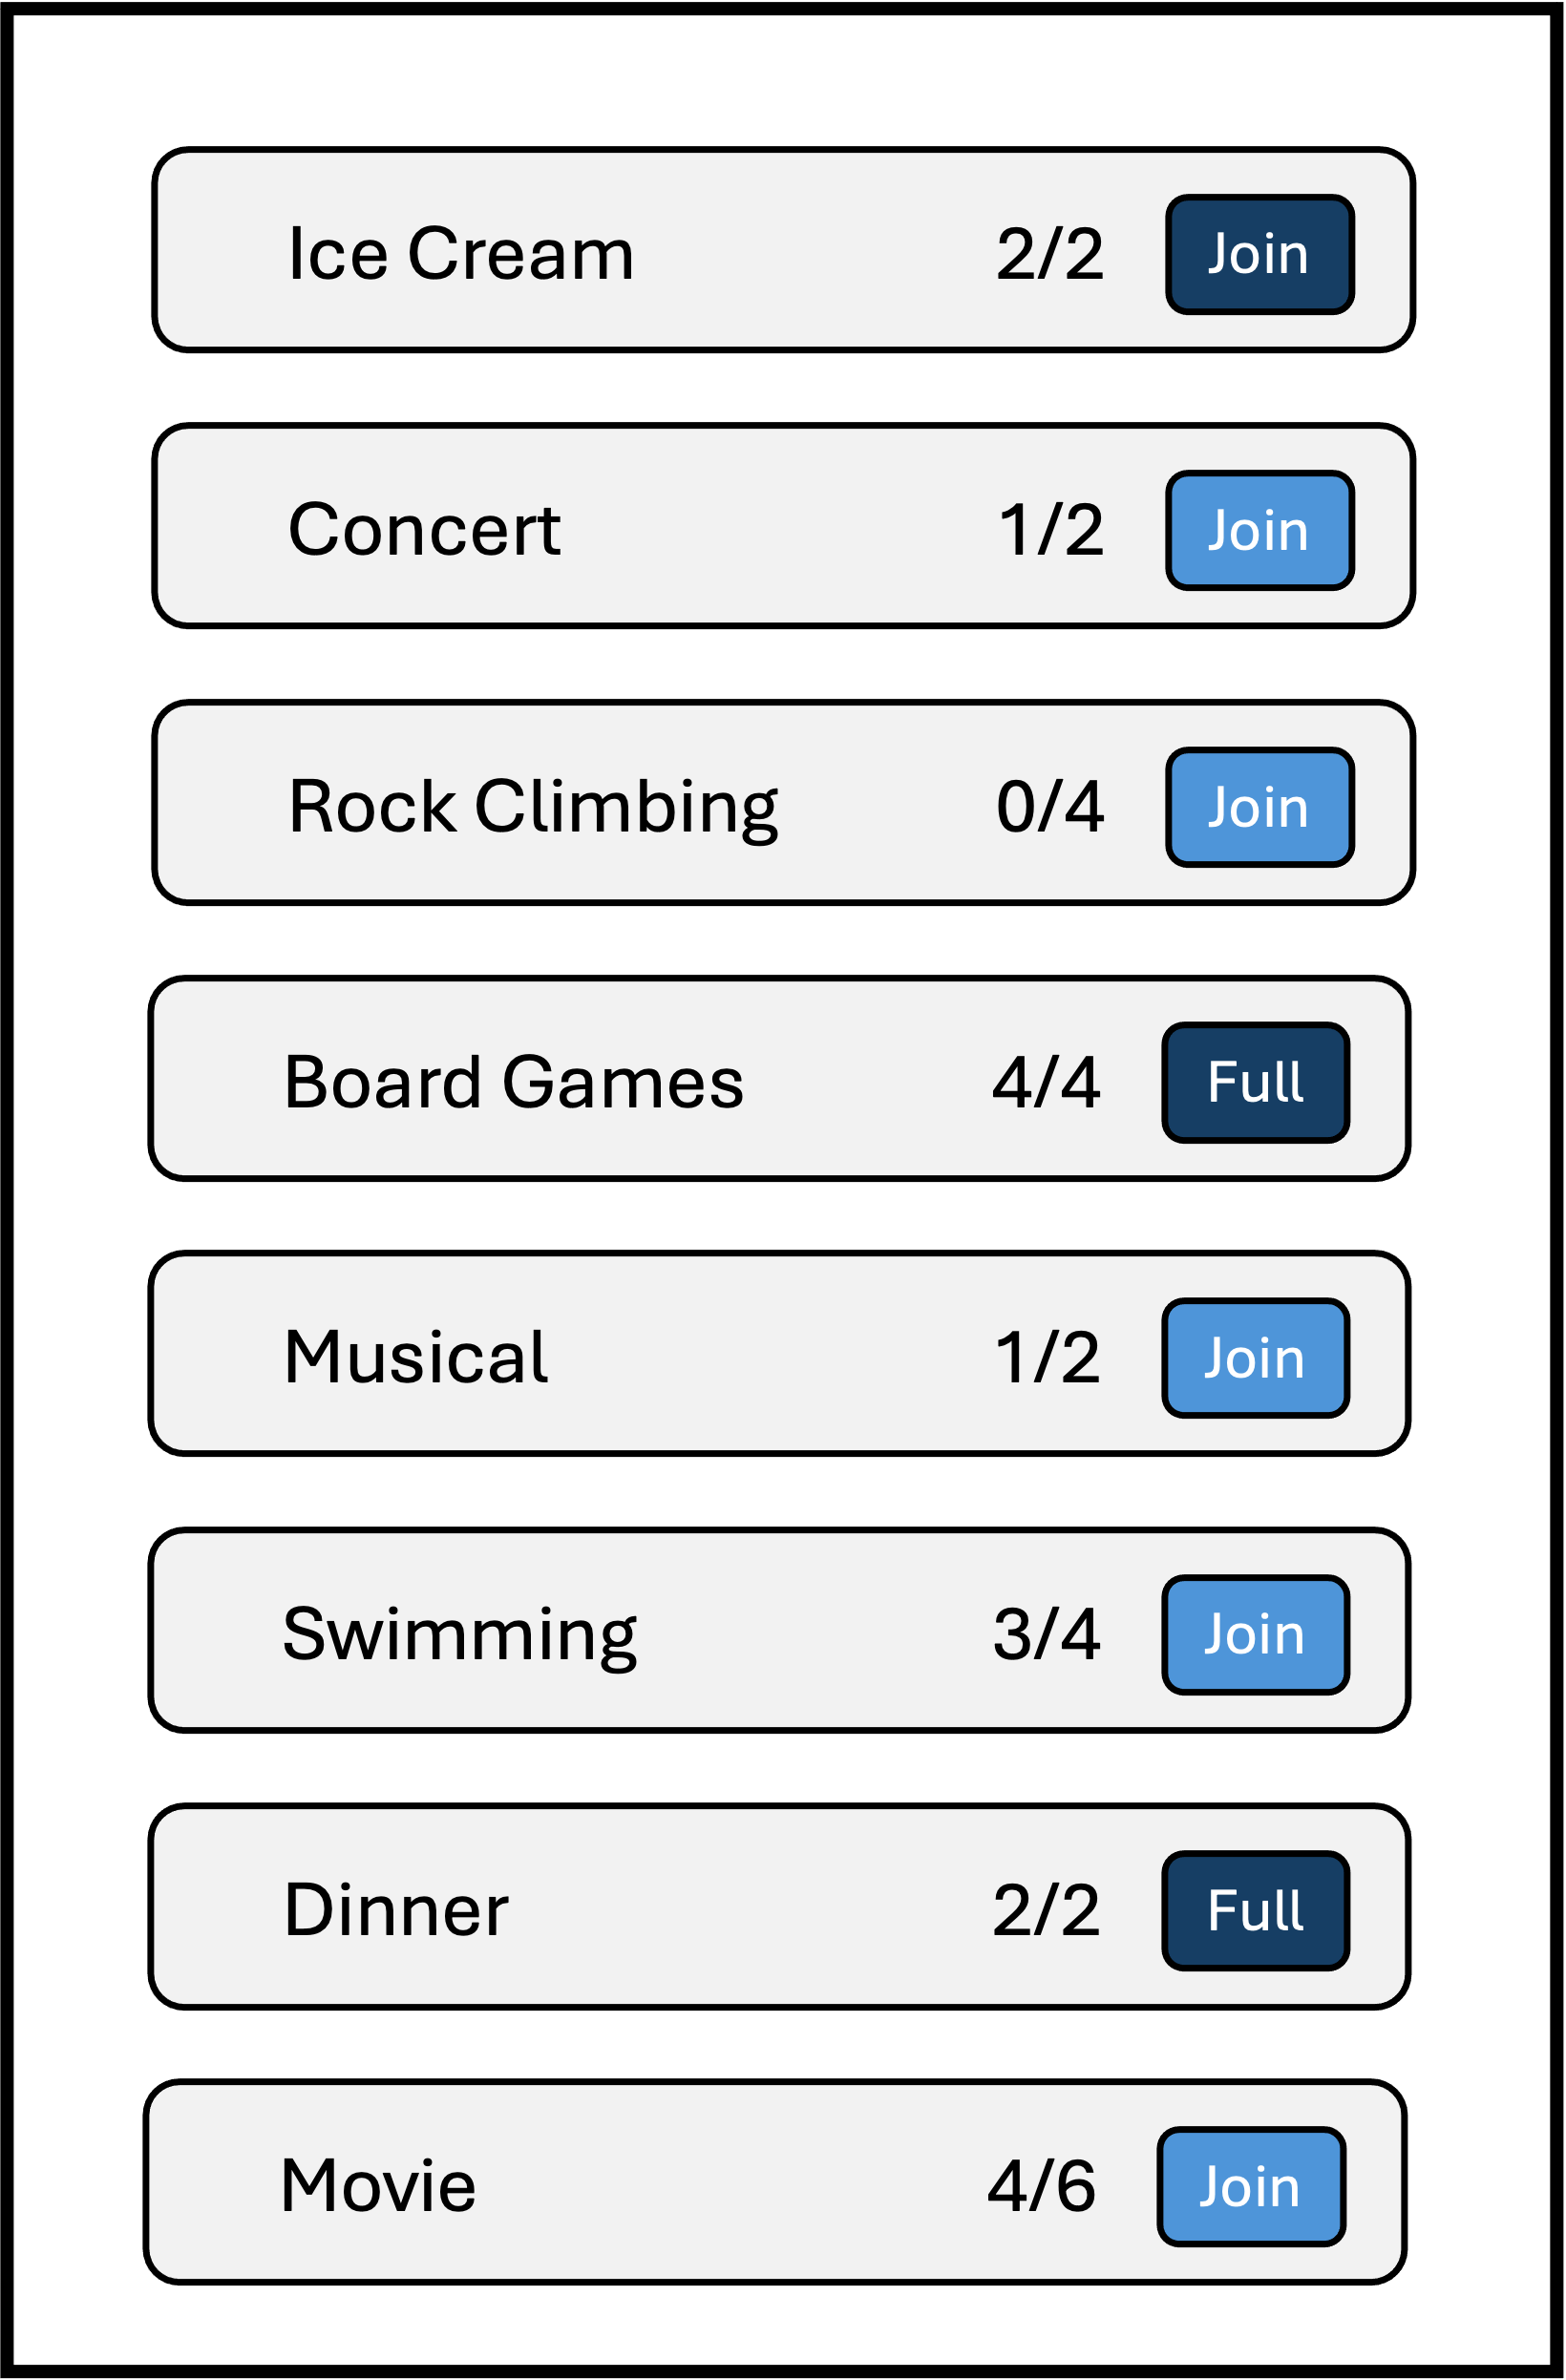 Ice Cream 2/2 Join
Concert 1/2 Join
Rock Climbing 0/4 Join
Board Games 4/4 Full
Musical 1/2 Join
Swimming 3/4 Join
Dinner 2/2 Full
Movie 4/6 Join